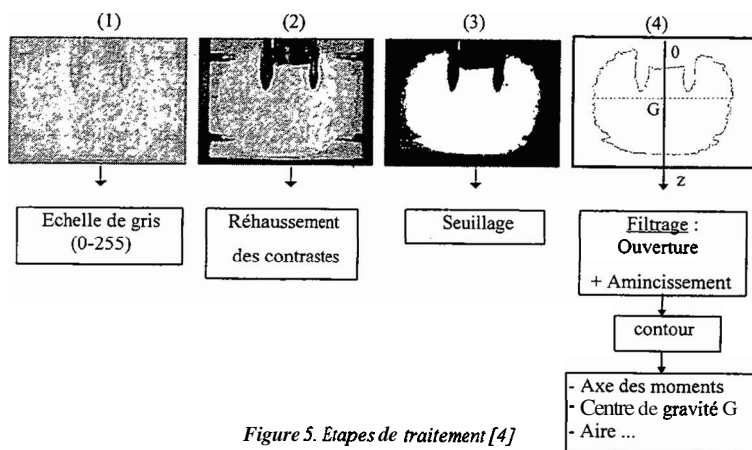 (1) (2) (3) (4)
0
G
z
Echelle de gris
(0-255)
Réhaussement
des contrastes
Seuillage
Filtrage :
Ouverture
+ Amincissement
contour
- Axe des moments
- Centre de gravité G
- Aire ...
Figure 5. Etapes de traitement [4]